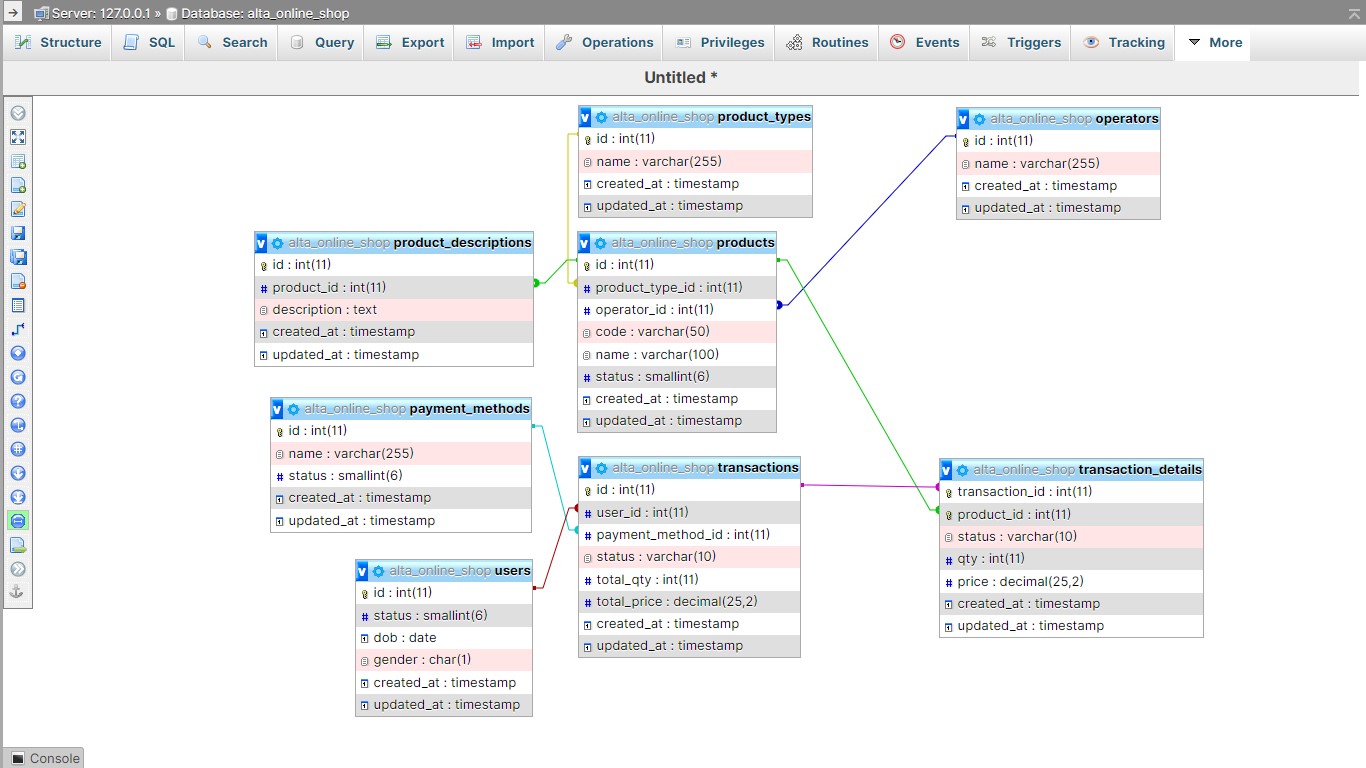 Server: 127.0.0.1 » Database: alta_online_shop
Structure SQL Search Query Export Import Operations Privileges Routines Events Triggers Tracking More
Untitled *
alta_online_shop product_types
id : int(11)
name : varchar(255)
created_at : timestamp
updated_at : timestamp
alta_online_shop operators
id : int(11)
name : varchar(255)
created_at : timestamp
updated_at : timestamp
alta_online_shop product_descriptions
id : int(11)
product_id : int(11)
description : text
created_at : timestamp
updated_at : timestamp
alta_online_shop products
id : int(11)
product_type_id : int(11)
operator_id : int(11)
code : varchar(50)
name : varchar(100)
status : smallint(6)
created_at : timestamp
updated_at : timestamp
alta_online_shop payment_methods
id : int(11)
name : varchar(255)
status : smallint(6)
created_at : timestamp
updated_at : timestamp
alta_online_shop transactions
id : int(11)
user_id : int(11)
payment_method_id : int(11)
status : varchar(10)
total_qty : int(11)
total_price : decimal(25,2)
created_at : timestamp
updated_at : timestamp
alta_online_shop transaction_details
transaction_id : int(11)
product_id : int(11)
status : varchar(10)
qty : int(11)
price : decimal(25,2)
created_at : timestamp
updated_at : timestamp
alta_online_shop users
id : int(11)
status : smallint(6)
dob : date
gender : char(1)
created_at : timestamp
updated_at : timestamp
Console